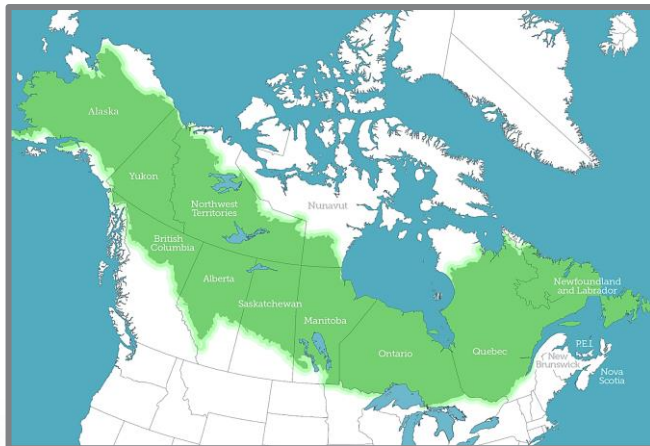 Alaska
Yukon
Northwest
Territories
Nunavut
British
Columbia
Alberta
Saskatchewan
Manitoba
Ontario
Quebec
Newfoundland
and Labrador
P.E.I.
New
Brunswick
Nova
Scotia